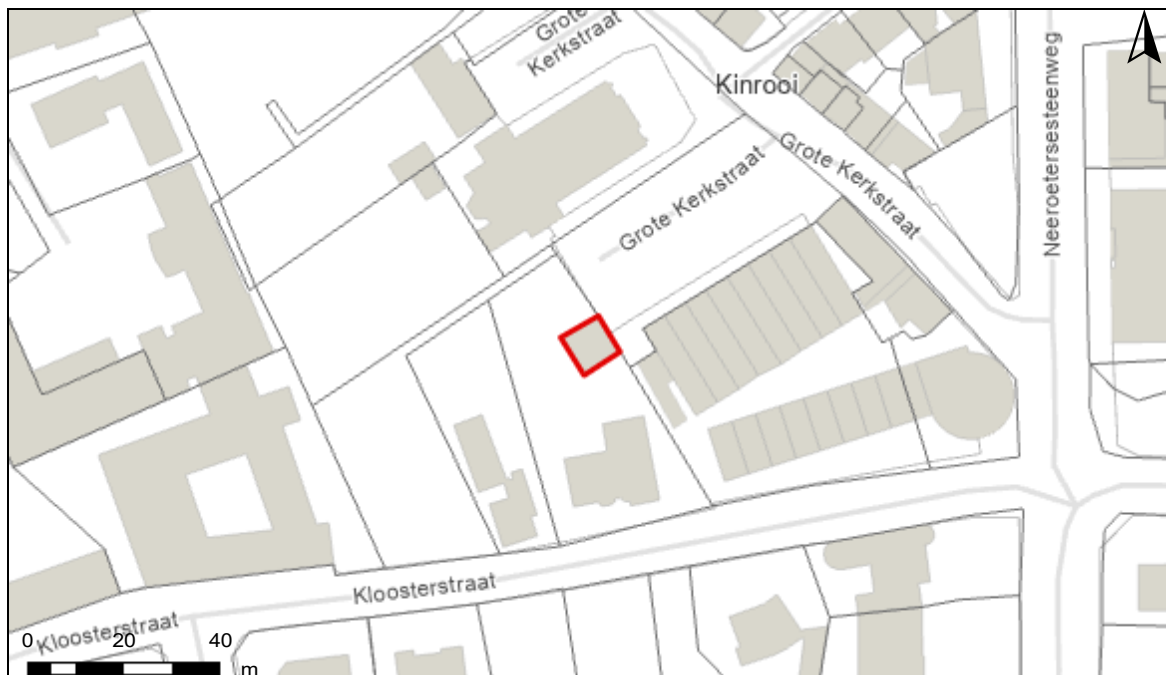 Grote
Kerkstraat
Kinrooi
Grote Kerkstraat
Grote Kerkstraat
Neeroetersesteenweg
Kloosterstraat
Kloosterstraat
0 20 40
m